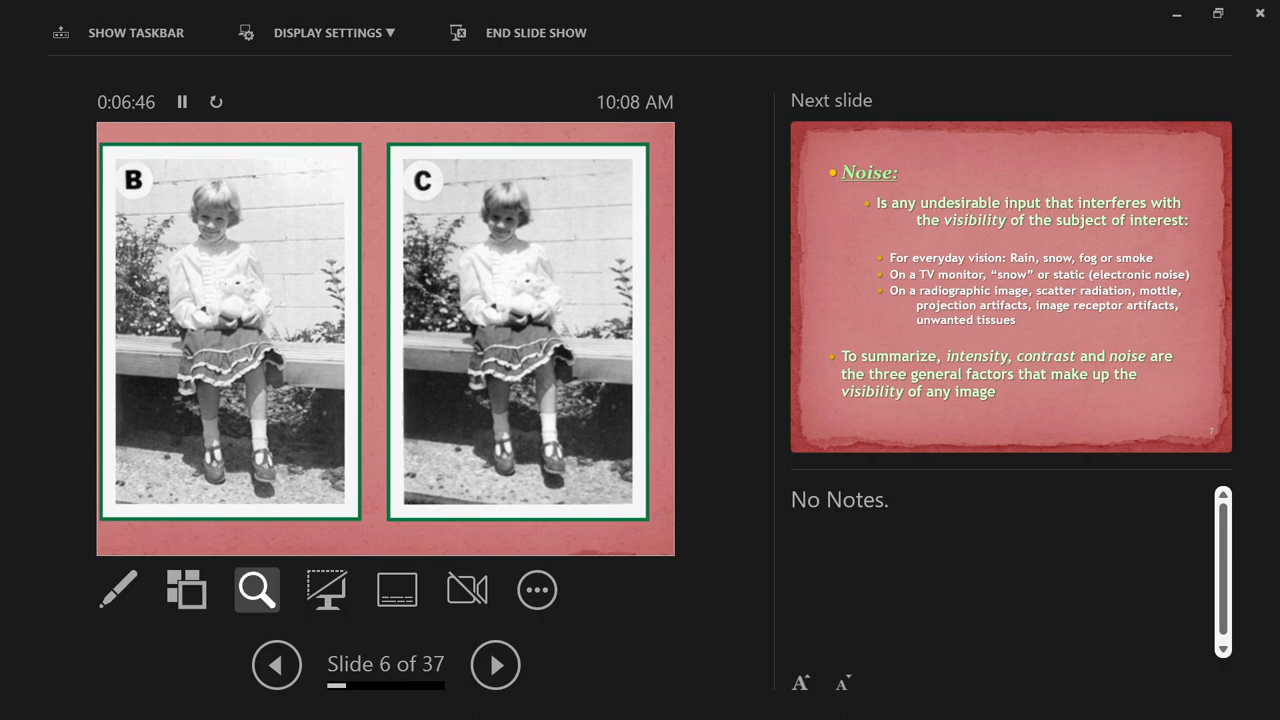 SHOW TASKBAR
DISPLAY SETTINGS ▼
END SLIDE SHOW
0:06:46
10:08 AM
B
C
Slide 6 of 37
Next slide
• Noise:
• Is any undesirable input that interferes with
the visibility of the subject of interest:
• For everyday vision: Rain, snow, fog or smoke
• On a TV monitor, “snow” or static (electronic noise)
• On a radiographic image, scatter radiation, mottle,
projection artifacts, image receptor artifacts,
unwanted tissues
• To summarize, intensity, contrast and noise are
the three general factors that make up the
visibility of any image
7
No Notes.
A A